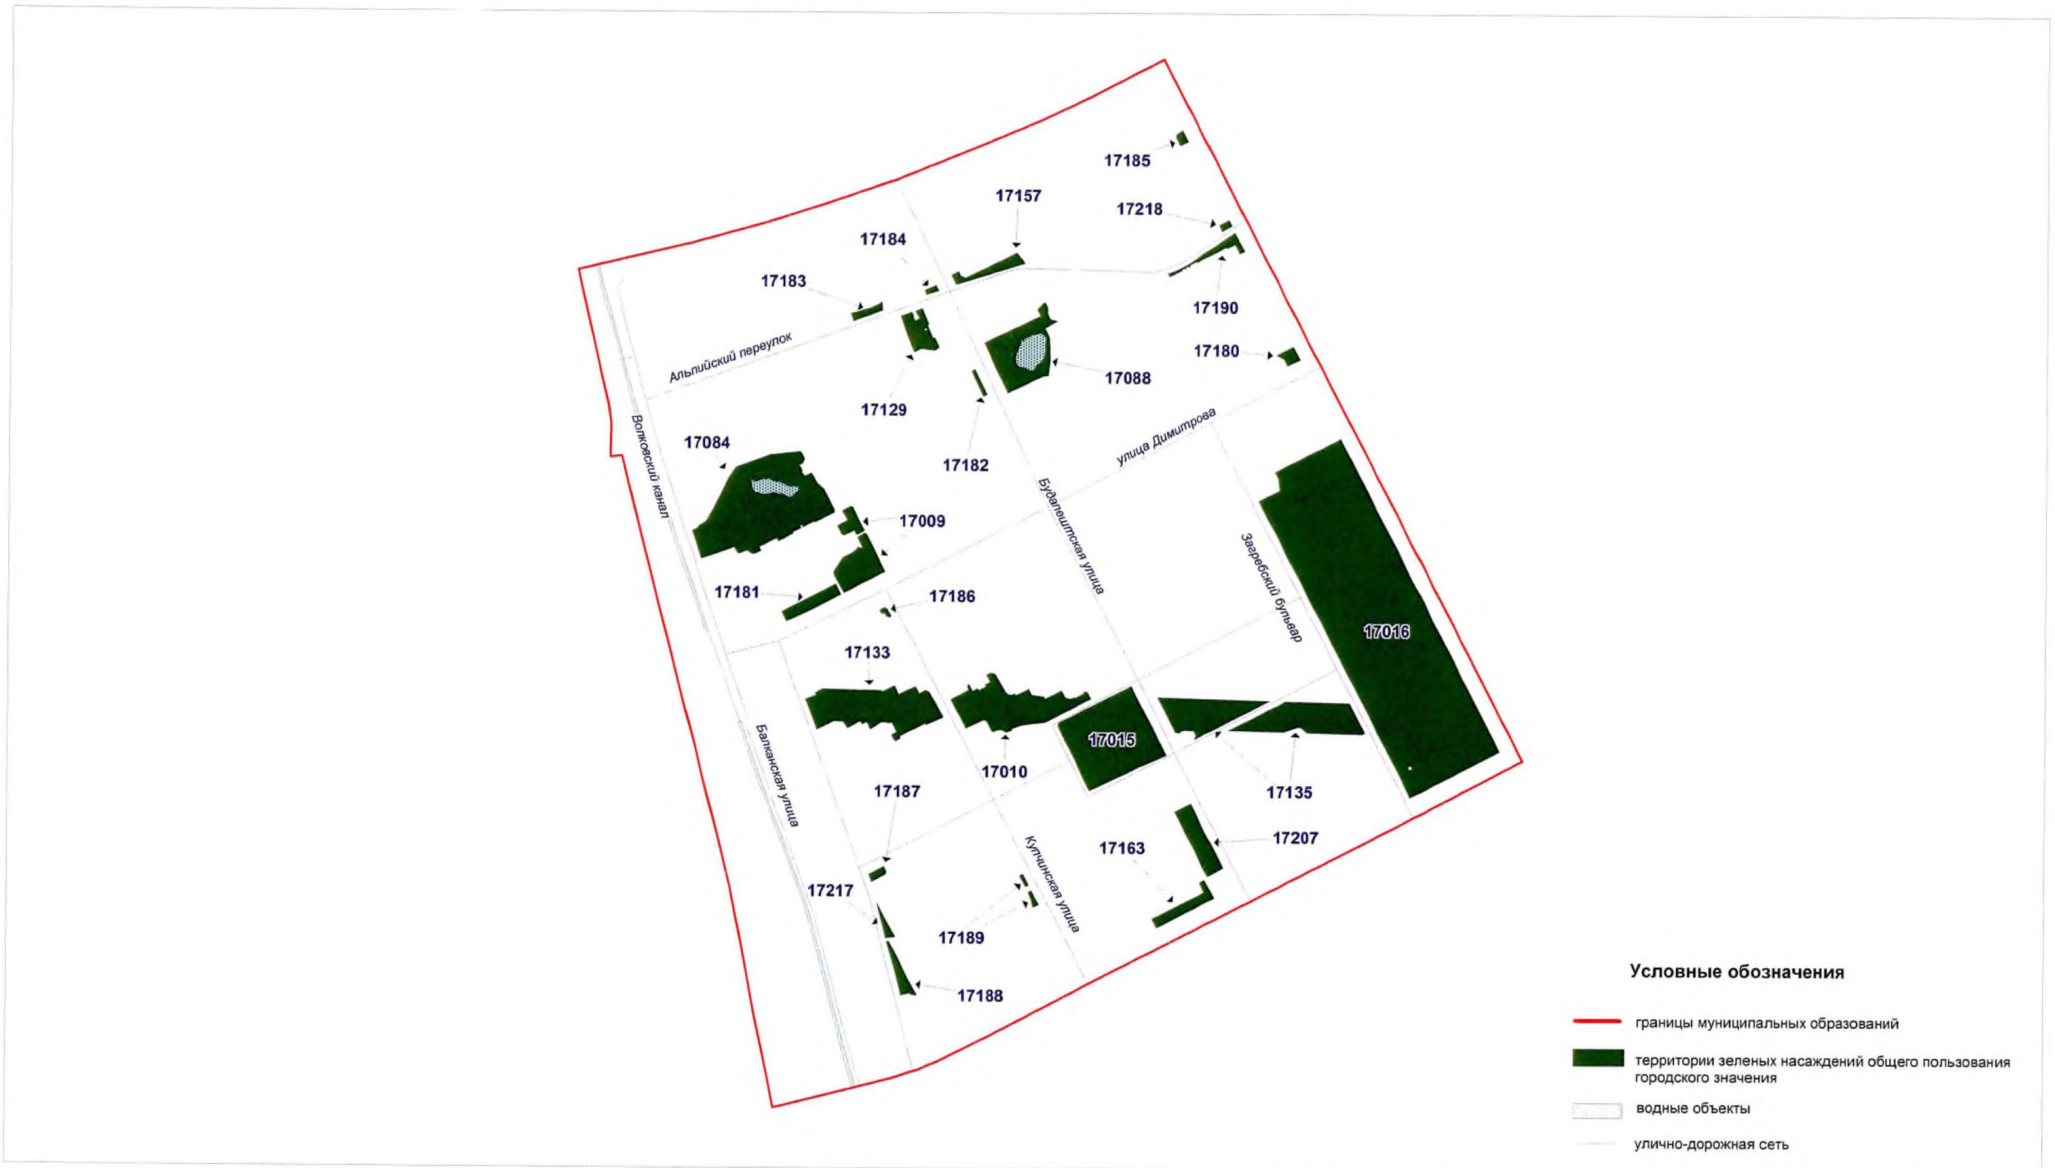 17185
17157
17218
17184
17183
17190
17180
Альпийский переулок
17088
17129
17084
Волковский канал
17182
улица Димитрова
17009
Будапештская улица
Загребский бульвар
17181
17186
17016
17133
17015
17010
Балканская улица
17187
17135
17207
17163
Купчинская улица
17217
17189
17188
Условные обозначения
границы муниципальных образований
территории зеленых насаждений общего пользования
городского значения
водные объекты
улично-дорожная сеть